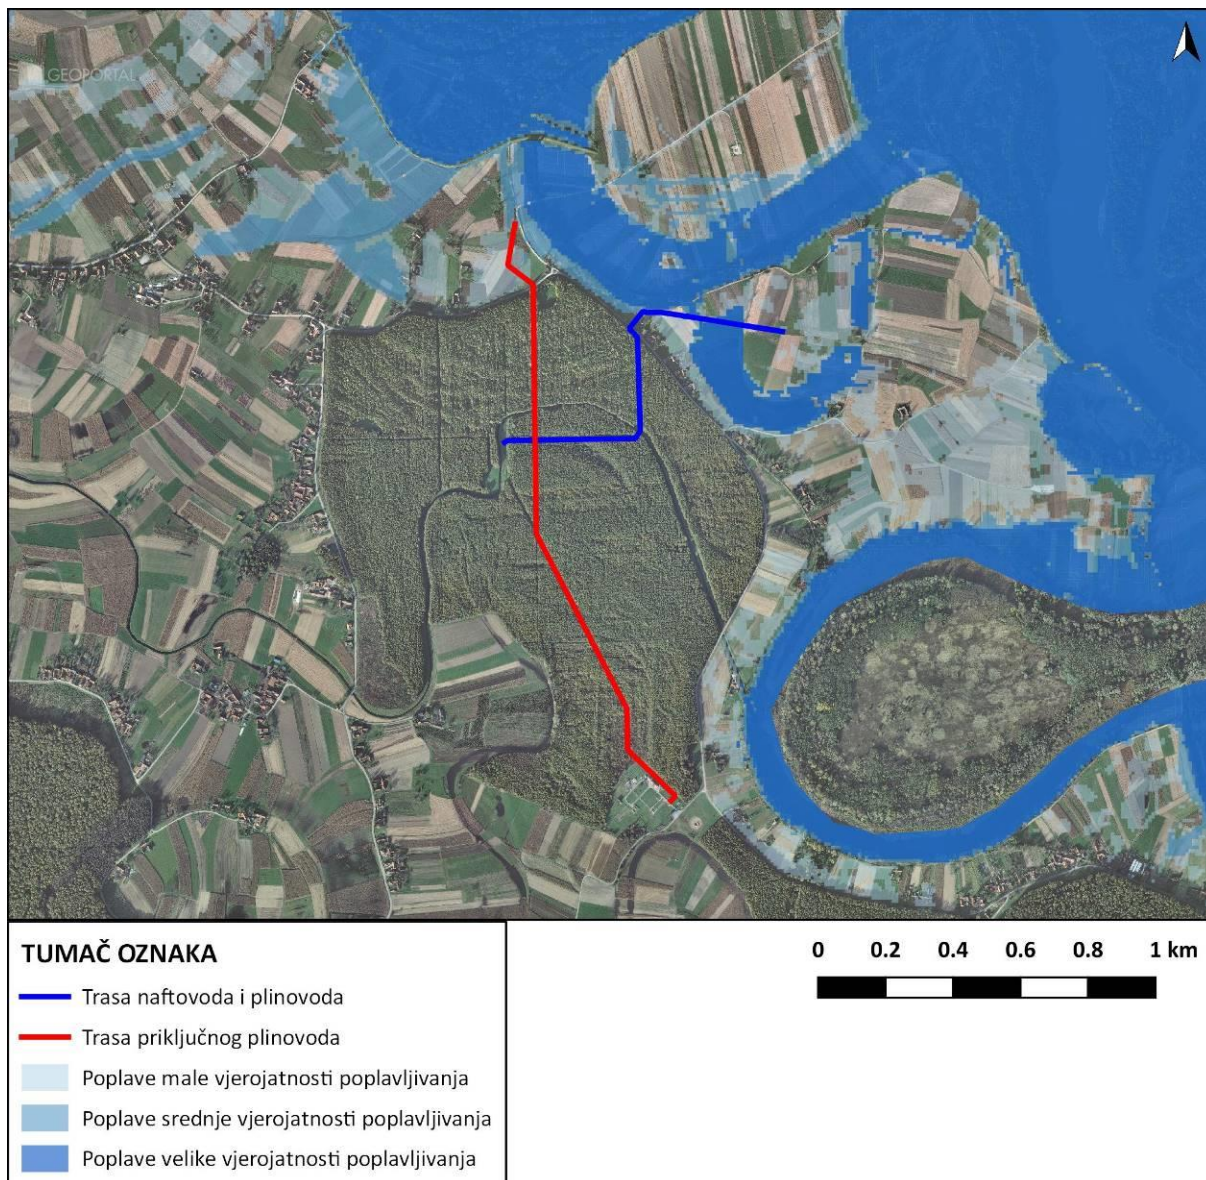 GEOPORTAL
TUMAČ OZNAKA
Trasa naftovoda i plinovoda
Trasa priključnog plinovoda
Poplave male vjerojatnosti poplavljivanja
Poplave srednje vjerojatnosti poplavljivanja
Poplave velike vjerojatnosti poplavljivanja
0 0.2 0.4 0.6 0.8 1 km